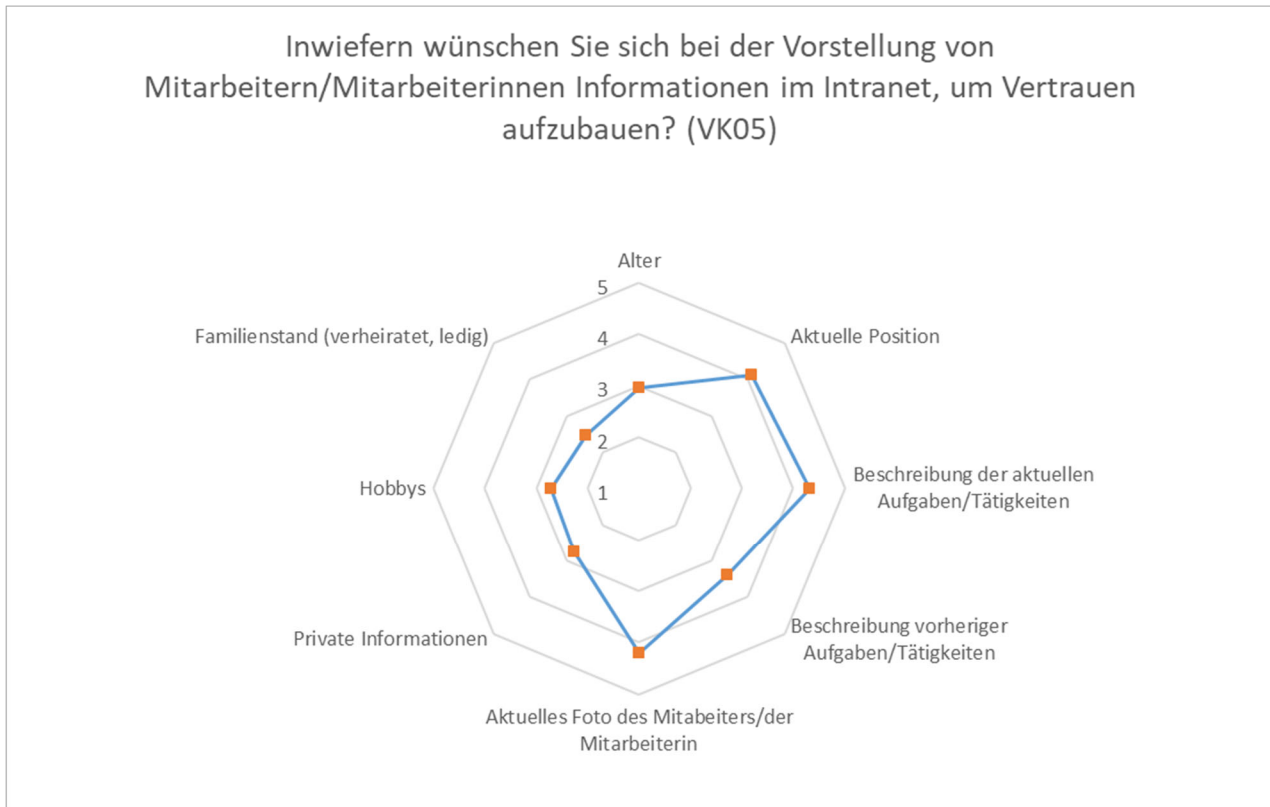 Inwiefern wünschen Sie sich bei der Vorstellung von
Mitarbeitern/Mitarbeiterinnen Informationen im Intranet, um Vertrauen
aufzubauen? (VK05)
Alter
5
4
3
2
1
Aktuelle Position
Beschreibung der aktuellen
Aufgaben/Tätigkeiten
Beschreibung vorheriger
Aufgaben/Tätigkeiten
Aktuelles Foto des Mitabeiters/der
Mitarbeiterin
Private Informationen
Hobbys
Familienstand (verheiratet, ledig)